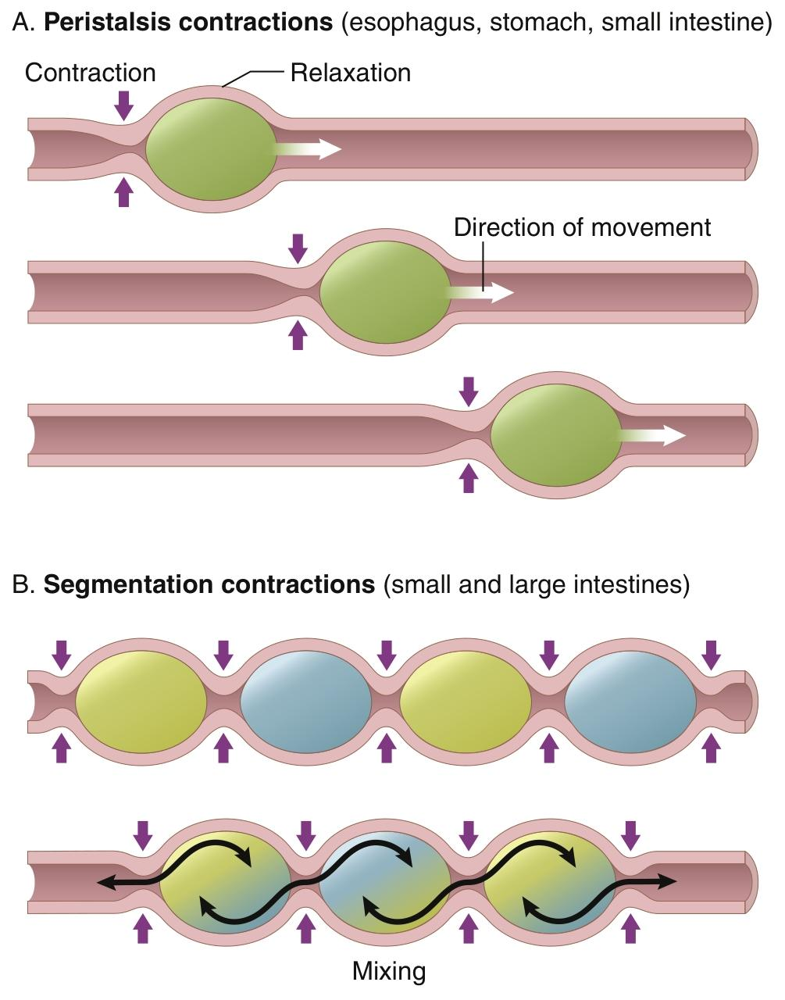 A. Peristalsis contractions (esophagus, stomach, small intestine)
Contraction
Relaxation
Direction of movement
B. Segmentation contractions (small and large intestines)
Mixing